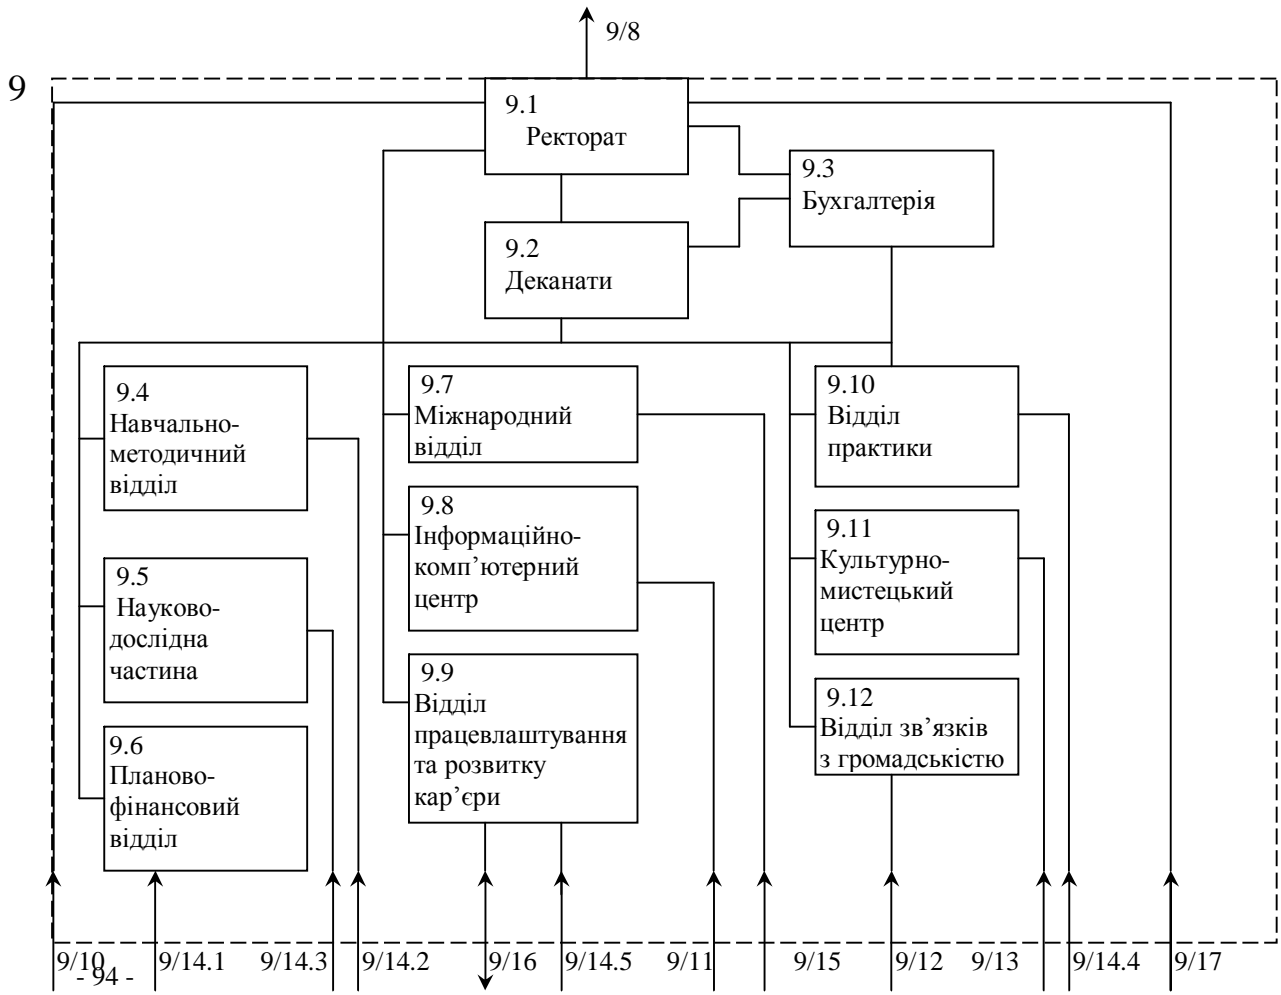 9/8
9
9.1
Ректорат
9.3
Бухгалтерія
9.2
Деканати
9.4
Навчально-
методичний
відділ
9.5
Науково-
дослідна
частина
9.6
Планово-
фінансовий
відділ
9.7
Міжнародний
відділ
9.8
Інформаційно-
комп’ютерний
центр
9.9
Відділ
працевлаштування
та розвитку
кар’єри
9.10
Відділ
практики
9.11
Культурно-
мистецький
центр
9.12
Відділ зв’язків
з громадськістю
9/10 9/14.1 9/14.3 9/14.2 9/16 9/14.5 9/11 9/15 9/12 9/13 9/14.4 9/17
- 94 -